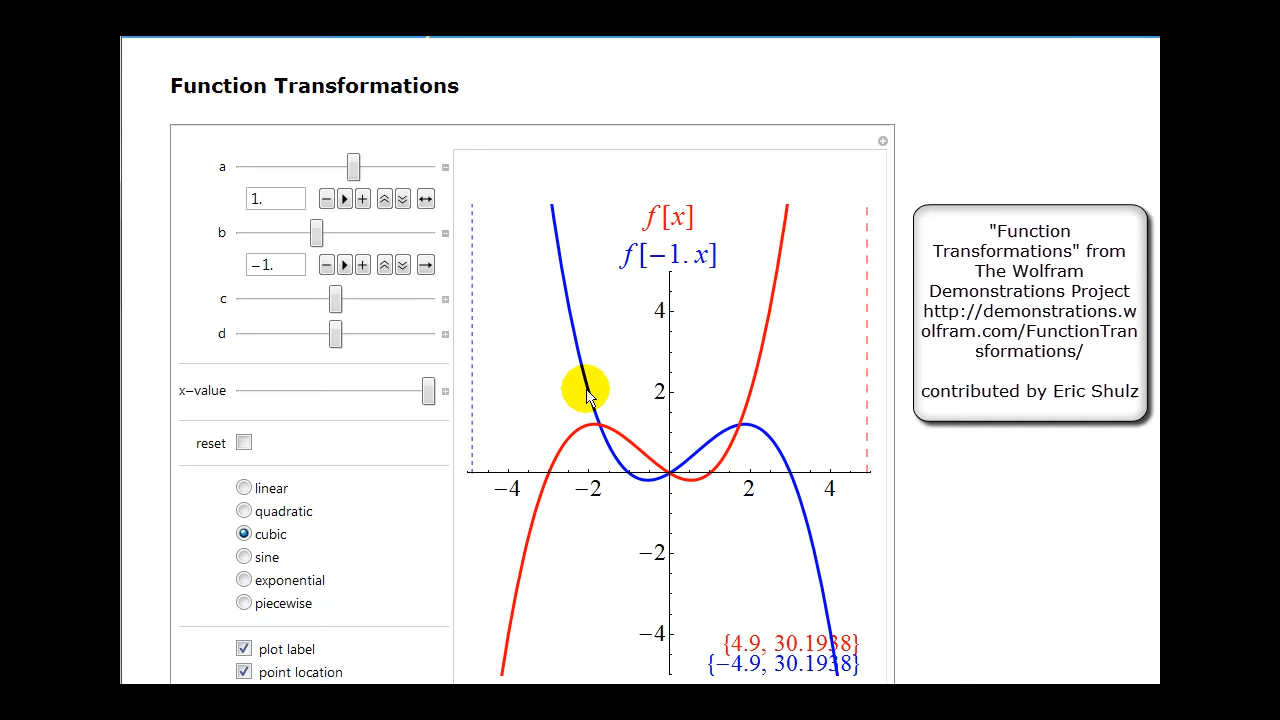 Function Transformations
a
1.
b
−1.
c
d
x−value
reset
linear
quadratic
cubic
sine
exponential
piecewise
plot label
point location
f[x]
f[−1. x]
4
2
−4 −2 2 4
−2
−4
{4.9, 30.1938}
{−4.9, 30.1938}
"Function
Transformations" from
The Wolfram
Demonstrations Project
http://demonstrations.w
olfram.com/FunctionTran
sformations/
contributed by Eric Shulz